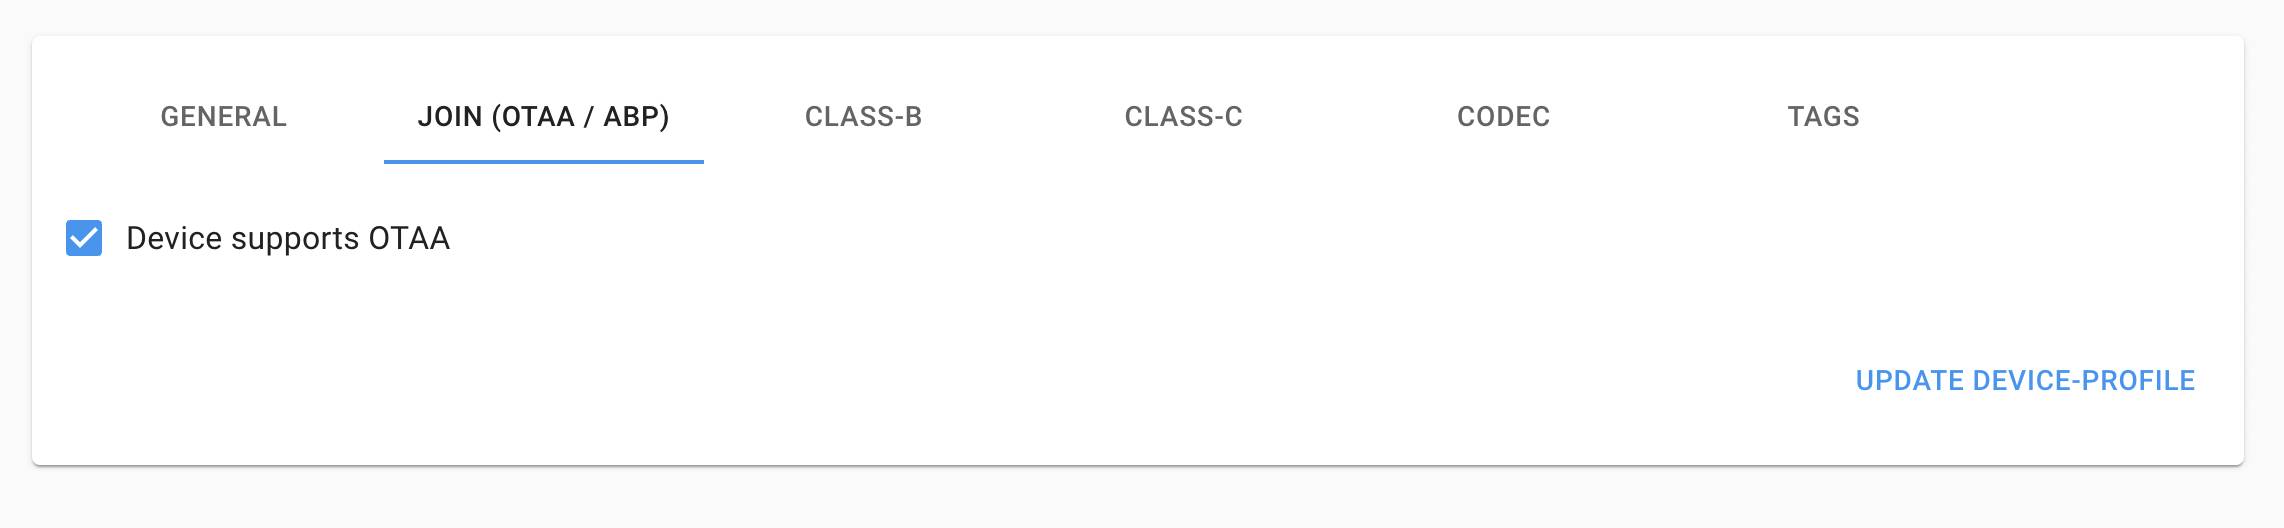 GENERAL JOIN (OTAA / ABP) CLASS-B CLASS-C CODEC TAGS
Device supports OTAA
UPDATE DEVICE-PROFILE